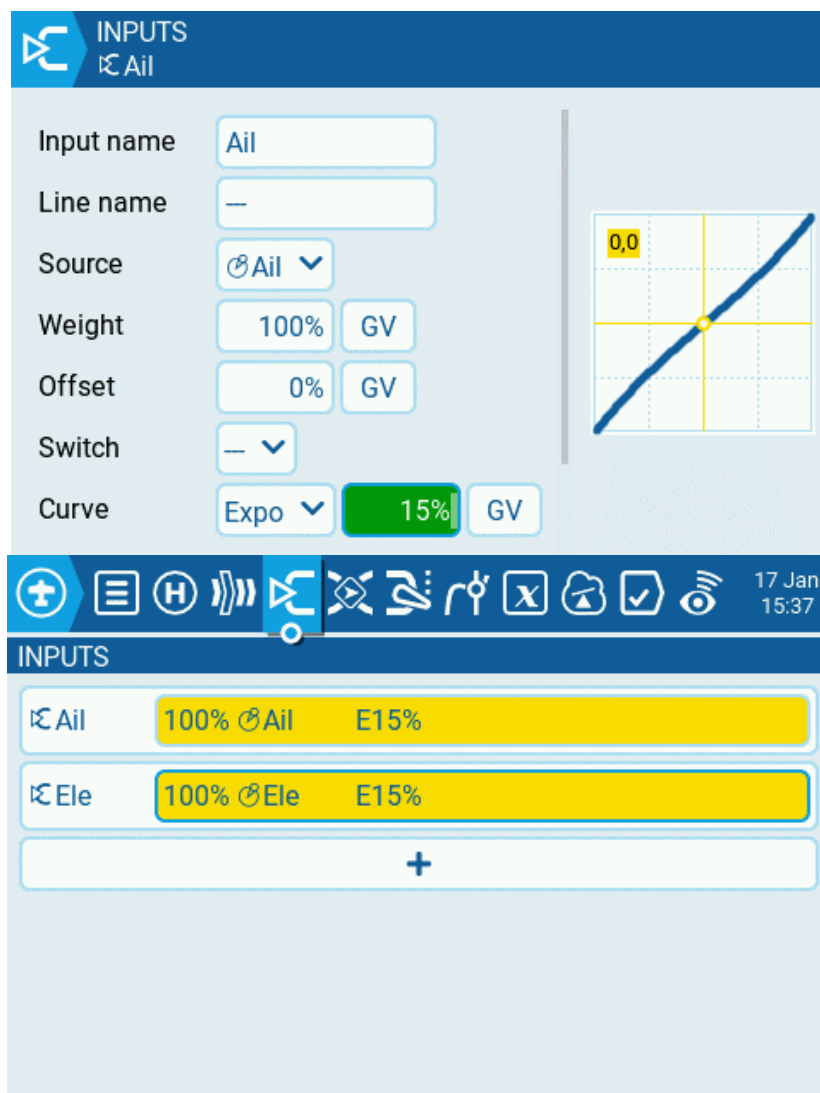 INPUTS
Ail
Input name Ail
Line name ---
Source Ail
Weight 100% GV
Offset 0% GV
Switch ---
Curve Expo 15% GV
0,0
17 Jan
15:37
INPUTS
Ail 100% Ail E15%
Ele 100% Ele E15%
+